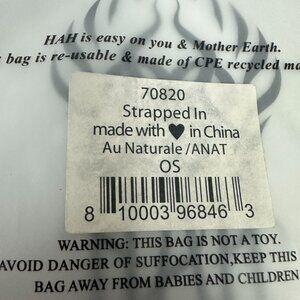 HAH is easy on you & Mother Earth.
bag is re-usable & made of CPE recycled
70820
Strapped In
made with ♥ in China
Au Naturale /ANAT
OS
8 10003 96846 3
WARNING: THIS BAG IS NOT A TOY.
AVOID DANGER OF SUFFOCATION,KEEP THIS
BAG AWAY FROM BABIES AND CHILDREN